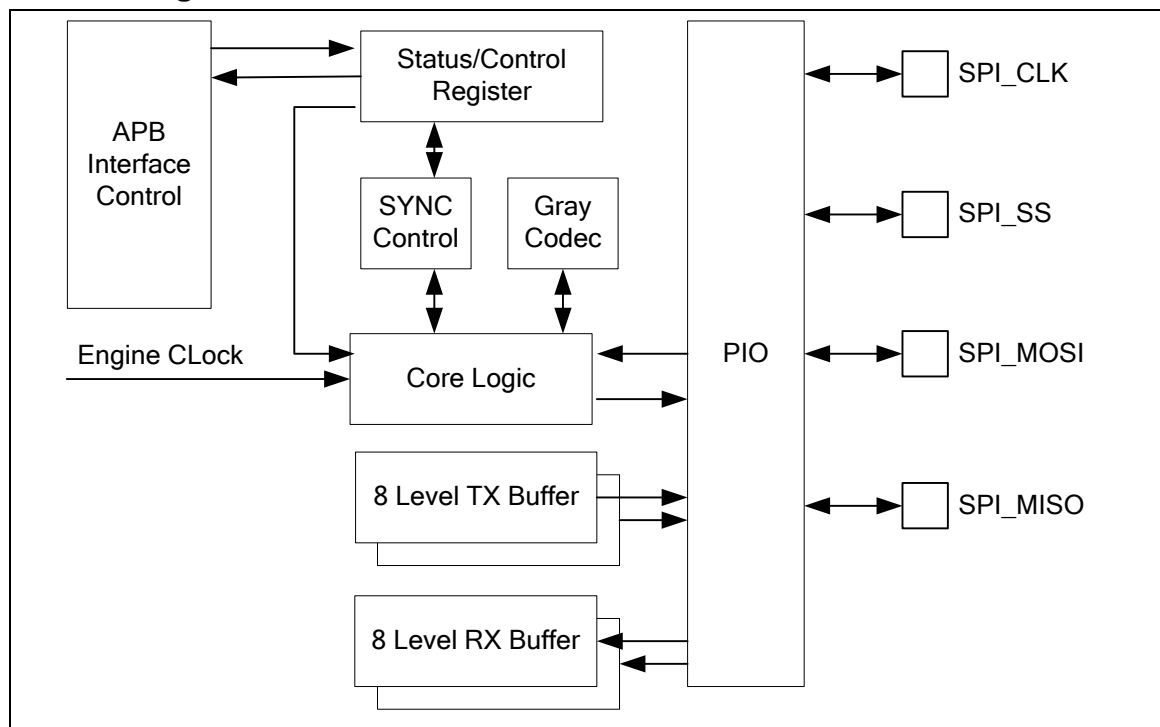 APB
Interface
Control
Status/Control
Register
SYNC
Control
Gray
Codec
Engine CLock
Core Logic
8 Level TX Buffer
8 Level RX Buffer
PIO
SPI_CLK
SPI_SS
SPI_MOSI
SPI_MISO